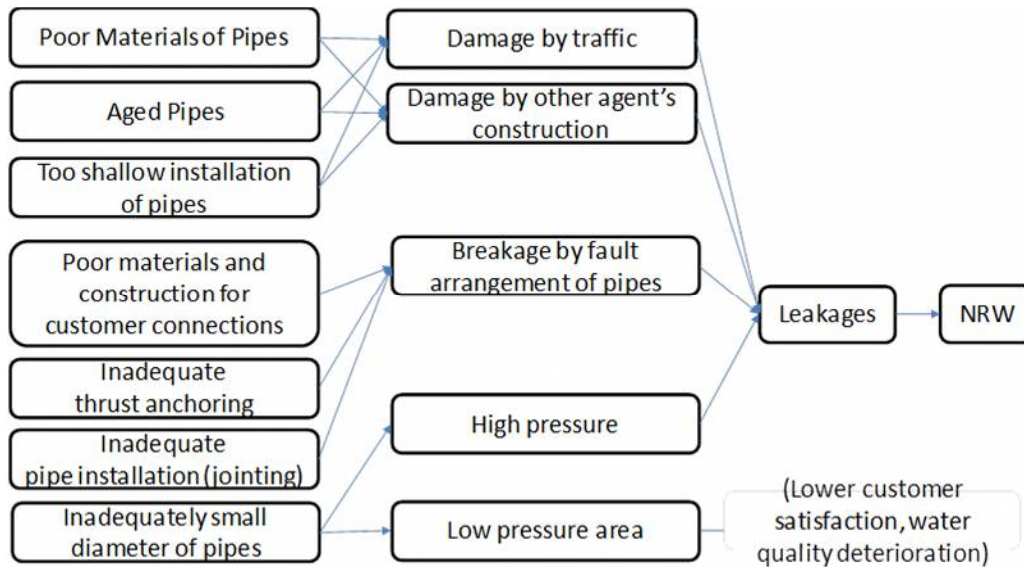 Poor Materials of Pipes
Aged Pipes
Too shallow installation
of pipes
Poor materials and
construction for
customer connections
Inadequate
thrust anchoring
Inadequate
pipe installation (jointing)
Inadequately small
diameter of pipes
Damage by traffic
Damage by other agent's
construction
Breakage by fault
arrangement of pipes
High pressure
Low pressure area
Leakages
NRW
(Lower customer
satisfaction, water
quality deterioration)